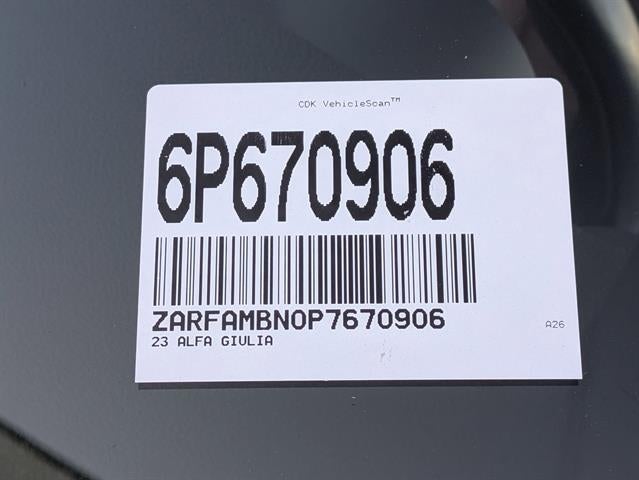 CDK VehicleScan™
6P670906
ZARFAMBN0P7670906
23 ALFA GIULIA
A26